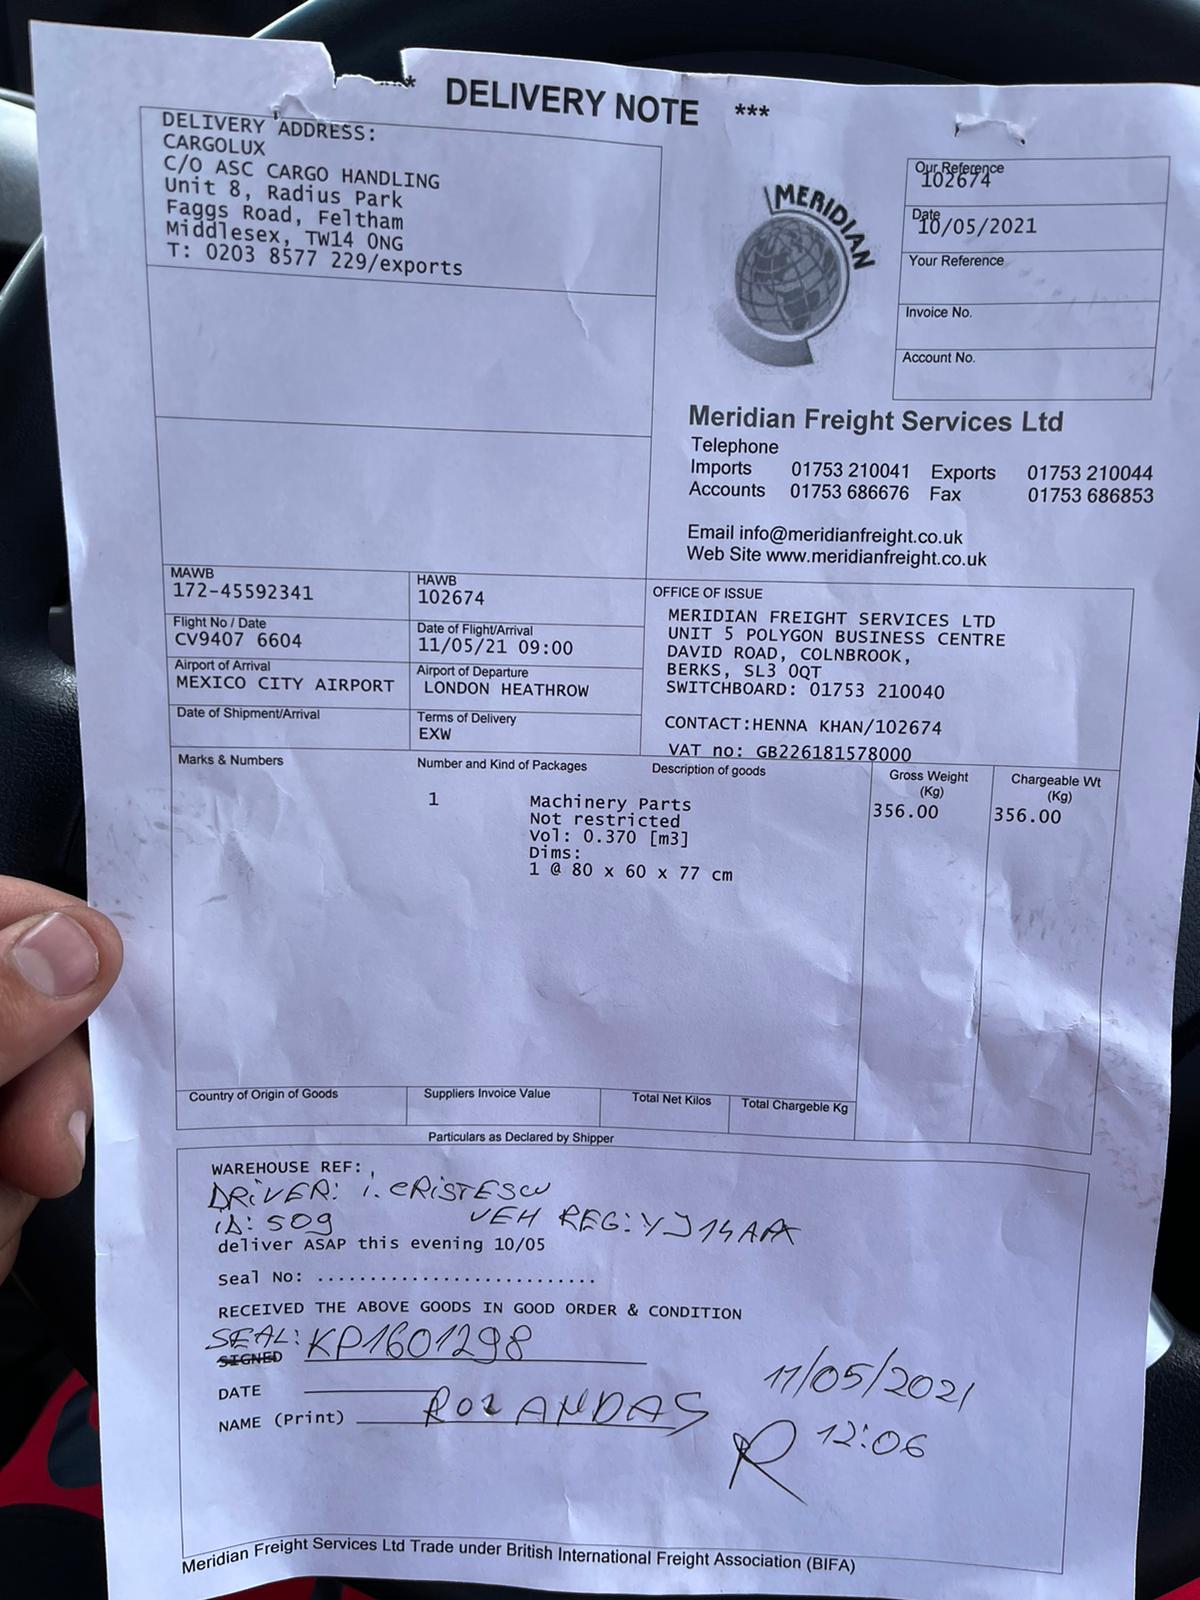 *** DELIVERY NOTE ***
DELIVERY ADDRESS:
CARGOLUX
C/O ASC CARGO HANDLING
Unit 8, Radius Park
Faggs Road, Feltham
Middlesex, TW14 0NG
T: 0203 8577 229/exports
MERIDIAN
Our Reference
102674
Date
10/05/2021
Your Reference
Invoice No.
Account No.
Meridian Freight Services Ltd
Telephone
Imports 01753 210041 Exports 01753 210044
Accounts 01753 686676 Fax 01753 686853
Email info@meridianfreight.co.uk
Web Site www.meridianfreight.co.uk
MAWB
172-45592341
HAWB
102674
Flight No / Date
CV9407 6604
Date of Flight/Arrival
11/05/21 09:00
Airport of Arrival
MEXICO CITY AIRPORT
Airport of Departure
LONDON HEATHROW
Date of Shipment/Arrival
Terms of Delivery
EXW
OFFICE OF ISSUE
MERIDIAN FREIGHT SERVICES LTD
UNIT 5 POLYGON BUSINESS CENTRE
DAVID ROAD, COLNBROOK,
BERKS, SL3 0QT
SWITCHBOARD: 01753 210040
CONTACT:HENNA KHAN/102674
VAT no: GB226181578000
Marks & Numbers
Number and Kind of Packages
Description of goods
Gross Weight
(Kg)
Chargeable Wt
(Kg)
1 Machinery Parts 356.00 356.00
Not restricted
Vol: 0.370 [m3]
Dims:
1 @ 80 x 60 x 77 cm
Country of Origin of Goods
Suppliers Invoice Value
Total Net Kilos
Total Chargeable Kg
Particulars as Declared by Shipper
WAREHOUSE REF:
DRIVER: I. CRISTESCU
ID: 509 VEH REG: YJ14AAX
deliver ASAP this evening 10/05
Seal No: ...........................
RECEIVED THE ABOVE GOODS IN GOOD ORDER & CONDITION
SEAL: KP1601298
SIGNED
11/05/2021
DATE
NAME (Print) ROLANDAS
R 12:06
Meridian Freight Services Ltd Trade under British International Freight Association (BIFA)